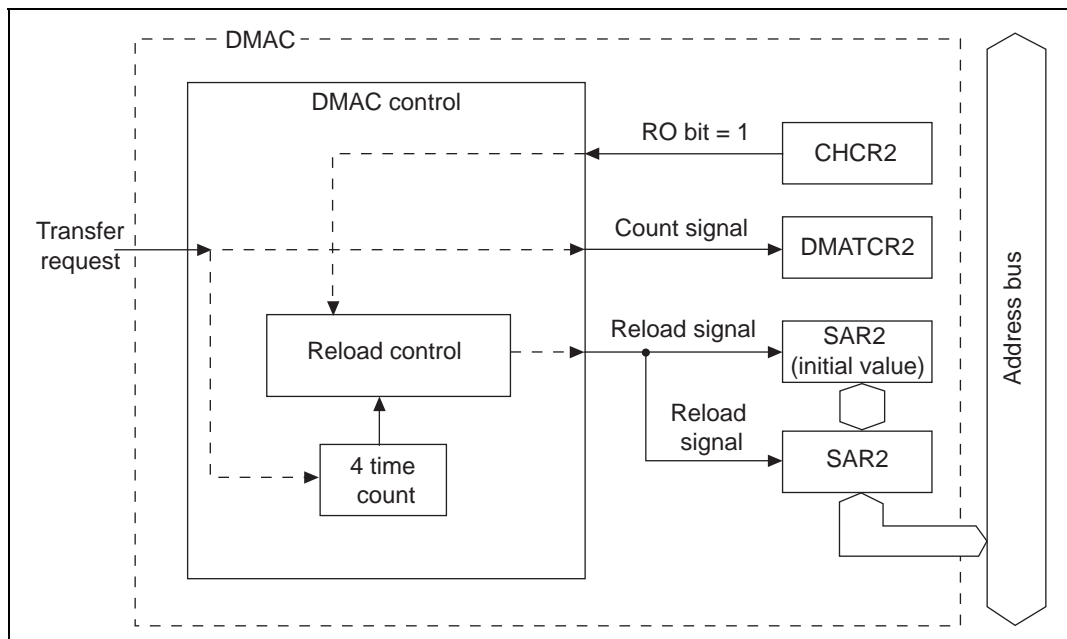 DMAC
DMAC control
RO bit = 1
CHCR2
Transfer
request
Count signal
DMATCR2
Reload control
Reload signal
SAR2
(initial value)
Reload
signal
SAR2
4 time
count
Address bus